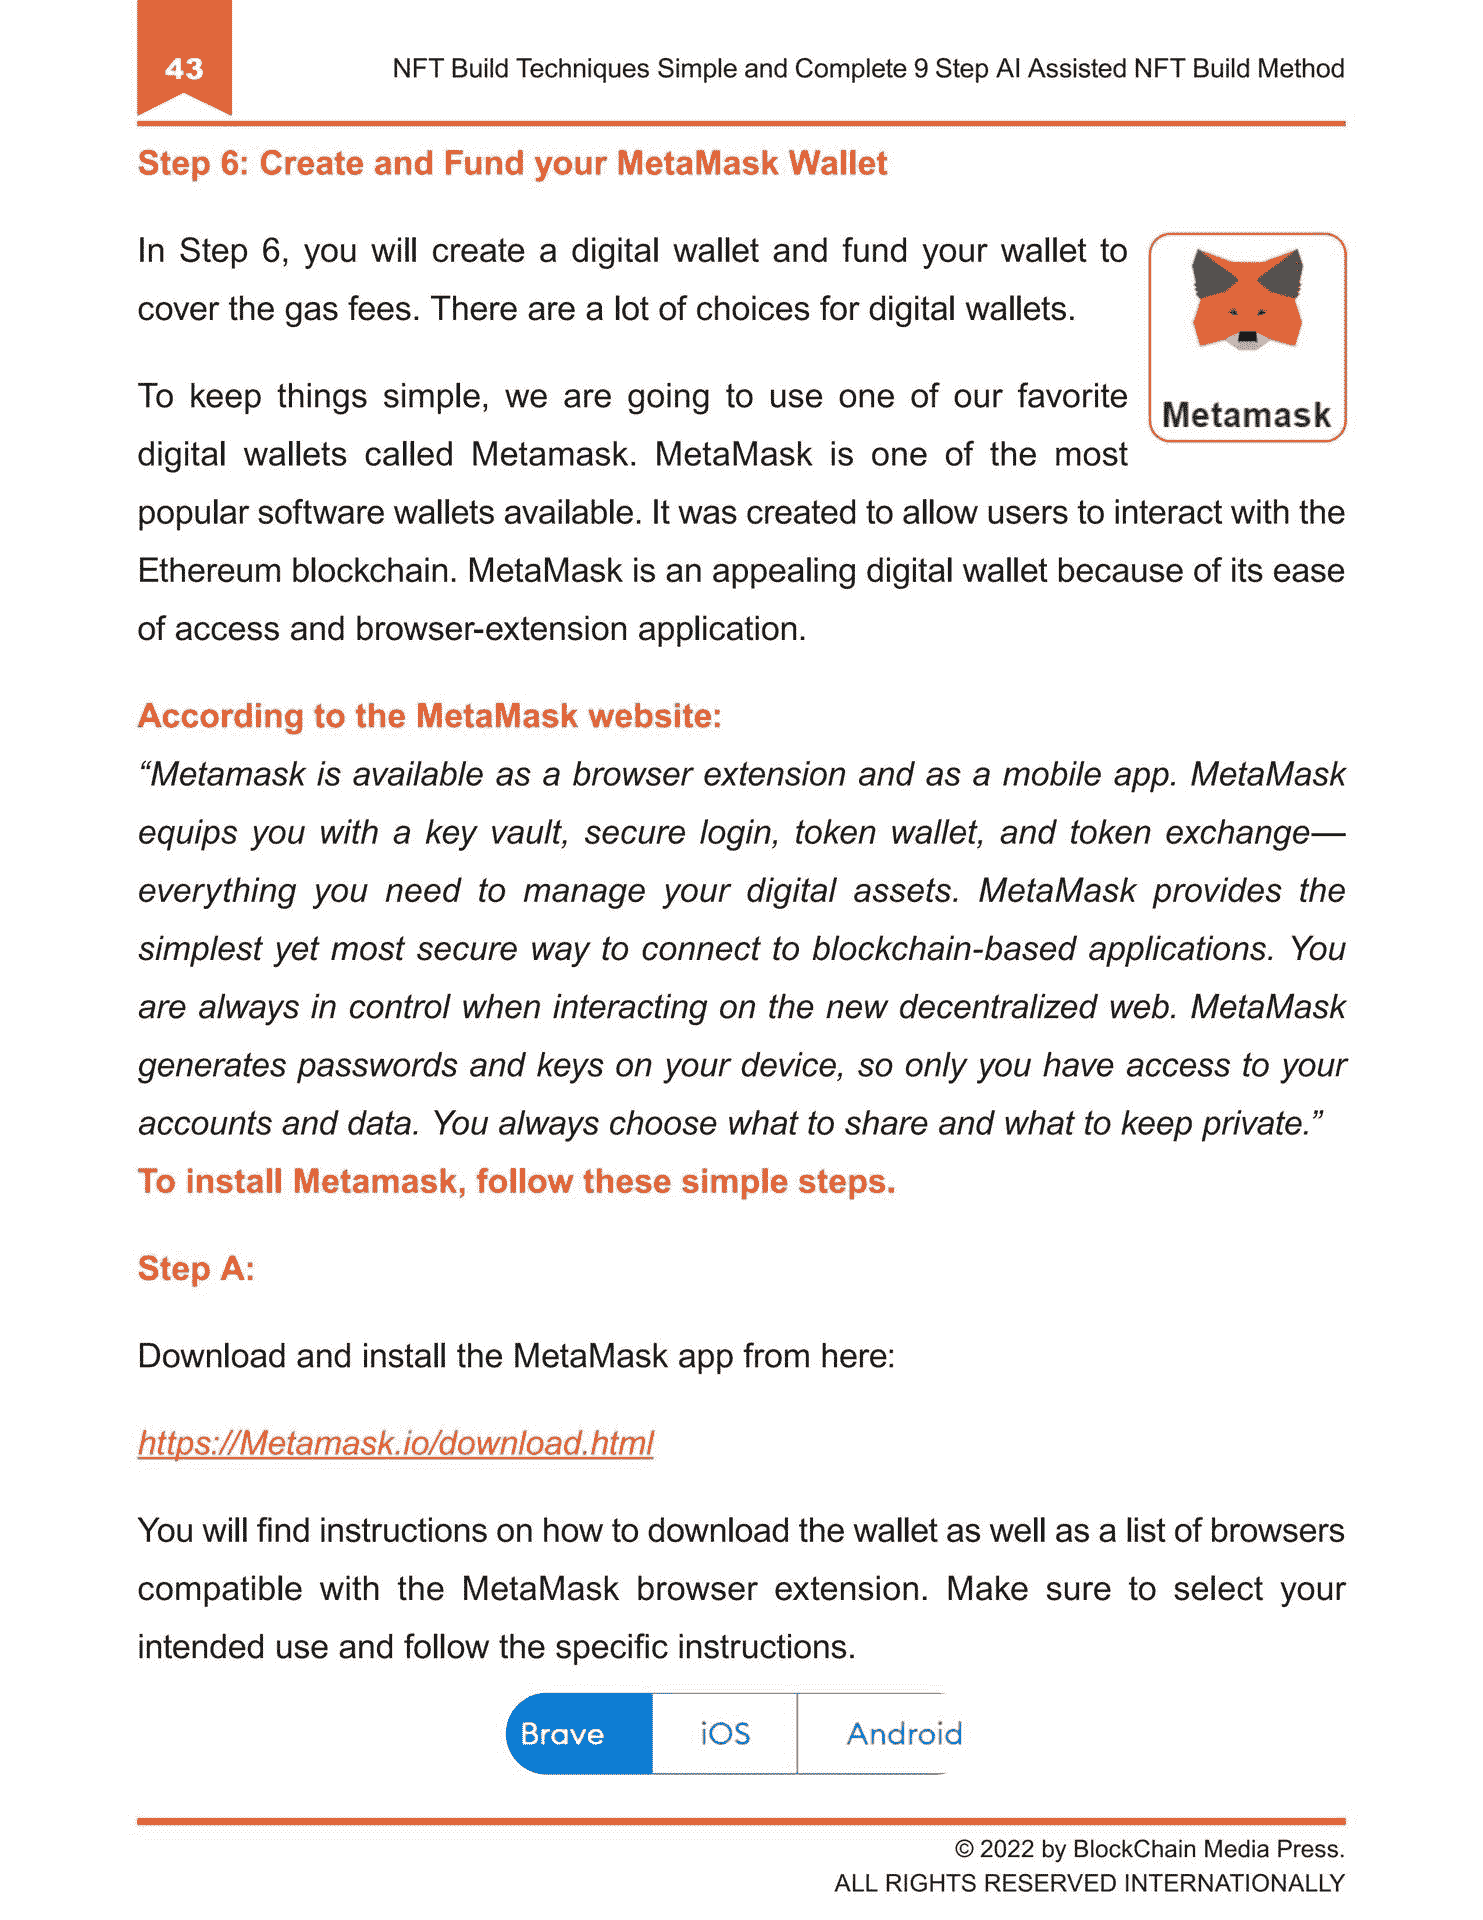 43
NFT Build Techniques Simple and Complete 9 Step AI Assisted NFT Build Method
Step 6: Create and Fund your MetaMask Wallet
In Step 6, you will create a digital wallet and fund your wallet to
cover the gas fees. There are a lot of choices for digital wallets.
To keep things simple, we are going to use one of our favorite
digital wallets called Metamask. MetaMask is one of the most
Metamask
popular software wallets available. It was created to allow users to interact with the
Ethereum blockchain. MetaMask is an appealing digital wallet because of its ease
of access and browser-extension application.
According to the MetaMask website:
“Metamask is available as a browser extension and as a mobile app. MetaMask
equips you with a key vault, secure login, token wallet, and token exchange—
everything you need to manage your digital assets. MetaMask provides the
simplest yet most secure way to connect to blockchain-based applications. You
are always in control when interacting on the new decentralized web. MetaMask
generates passwords and keys on your device, so only you have access to your
accounts and data. You always choose what to share and what to keep private.”
To install Metamask, follow these simple steps.
Step A:
Download and install the MetaMask app from here:
https://Metamask.io/download.html
You will find instructions on how to download the wallet as well as a list of browsers
compatible with the MetaMask browser extension. Make sure to select your
intended use and follow the specific instructions.
Brave iOS Android
© 2022 by BlockChain Media Press.
ALL RIGHTS RESERVED INTERNATIONALLY